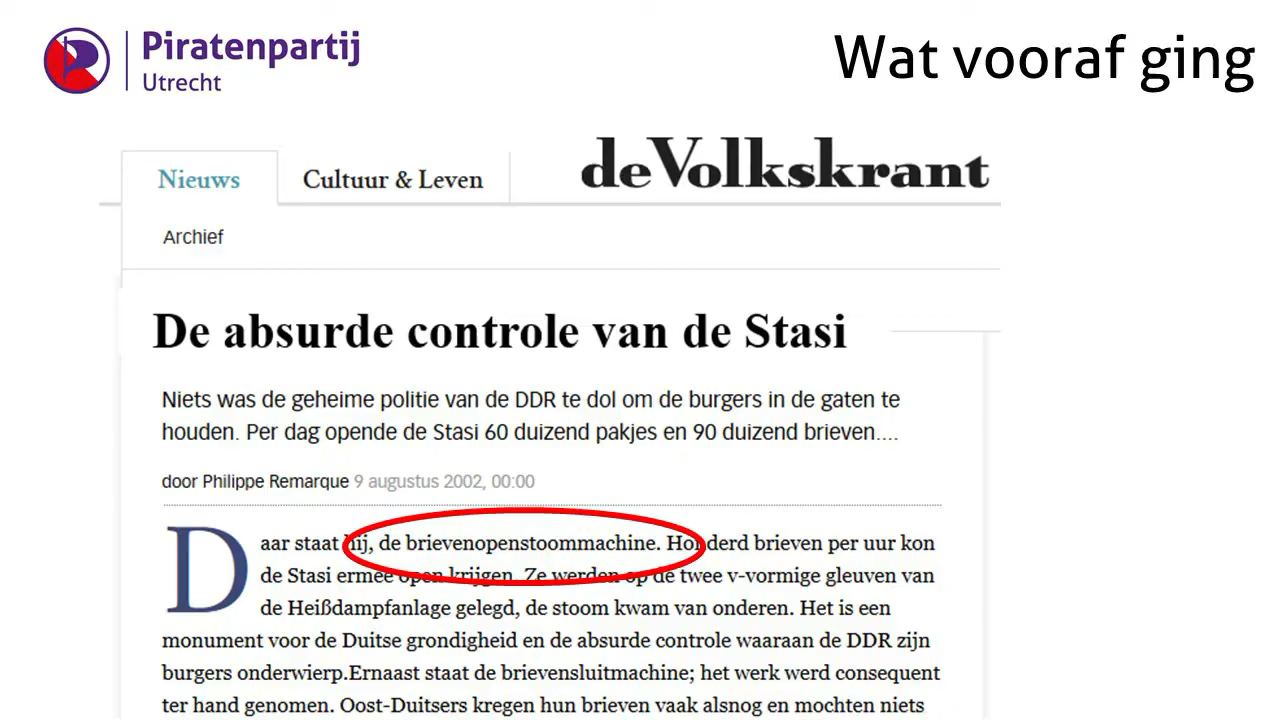 Piratenpartij
Utrecht
Wat vooraf ging
Nieuws
Cultuur & Leven
de Volkskrant
Archief
De absurde controle van de Stasi
Niets was de geheime politie van de DDR te dol om de burgers in de gaten te
houden. Per dag opende de Stasi 60 duizend pakjes en 90 duizend brieven....
door Philippe Remarque 9 augustus 2002, 00:00
Daar staat hij, de brievenopenstoommachine. Honderd brieven per uur kon
de Stasi ermee open krijgen. Ze werden op de twee v-vormige gleuven van
de Heißdampfanlage gelegd, de stoom kwam van onderen. Het is een
monument voor de Duitse grondigheid en de absurde controle waaraan de DDR zijn
burgers onderwierp.Ernaast staat de brievensluitmachine; het werk werd consequent
ter hand genomen. Oost-Duitsers kregen hun brieven vaak alsnog en mochten niets